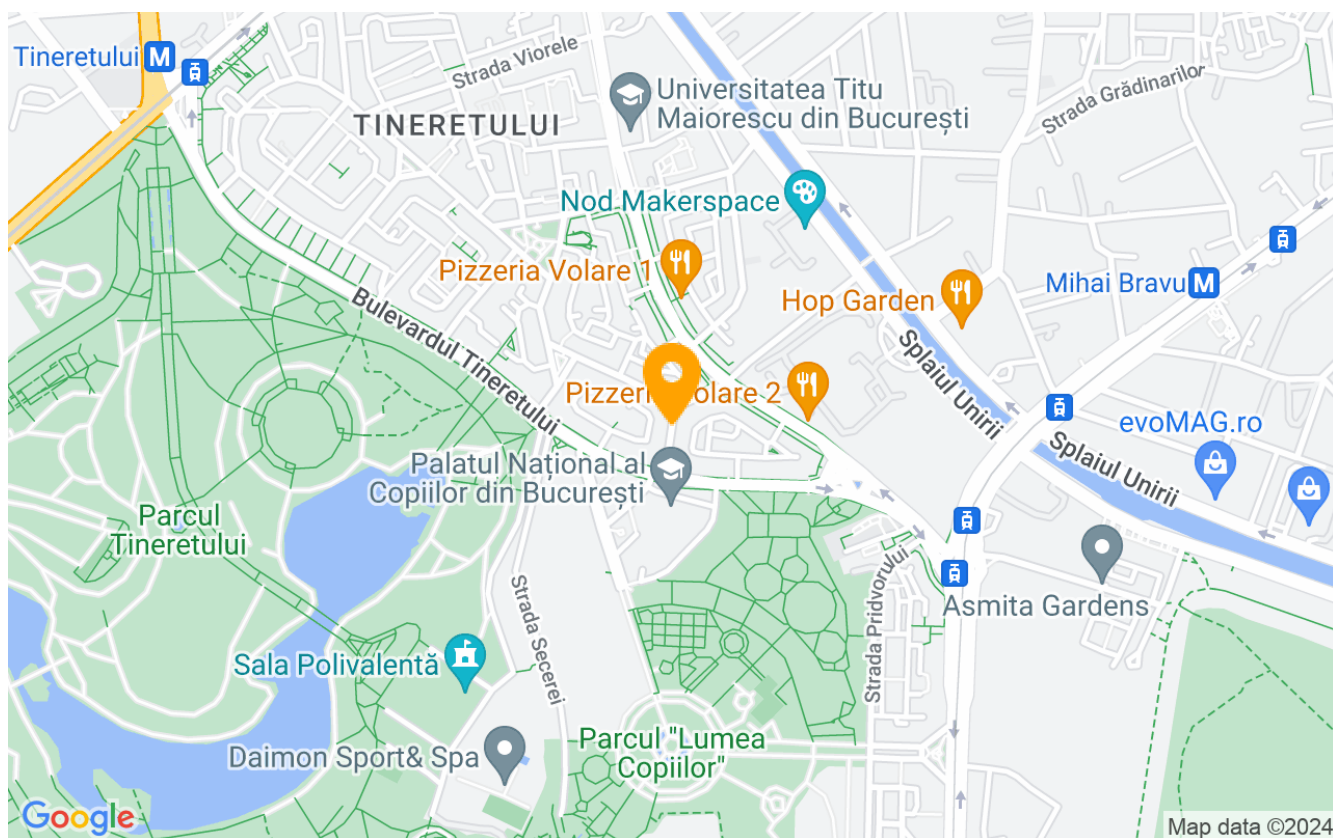 Tineretului
Strada Viorele
Universitatea Titu
Maiorescu din București
Strada Grădinarilor
TINERETULUI
Nod Makerspace
Pizzeria Volare 1
Hop Garden
Mihai Bravu
Bulevardul Tineretului
Splaiul Unirii
Pizzeria Volare 2
evoMAG.ro
Palatul Național al
Copiilor din București
Splaiul Unirii
Parcul
Tineretului
Strada Secerei
Strada Pridvorului
Asmita Gardens
Sala Polivalentă
Parcul "Lumea
Copiilor"
Daimon Sport& Spa
Google
Map data ©2024